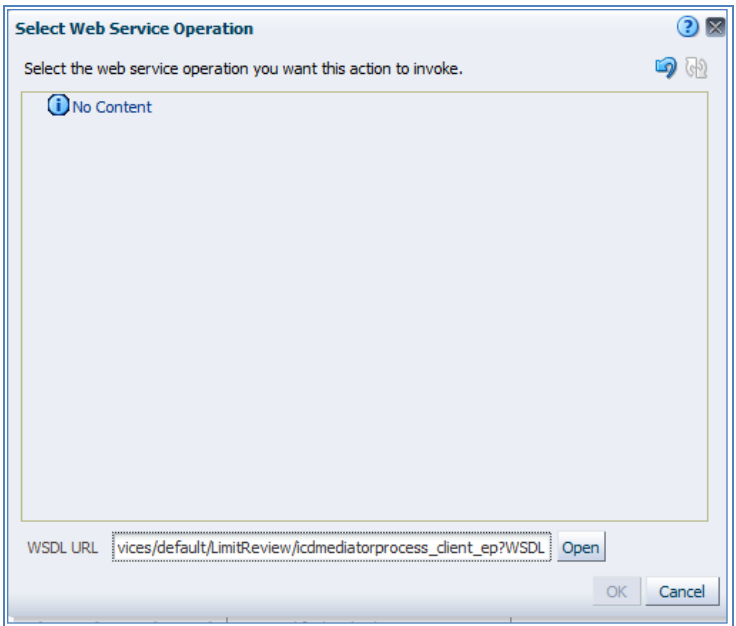 Select Web Service Operation
Select the web service operation you want this action to invoke.
No Content
WSDL URL vices/default/LimitReview/icdmediatorprocess_client_ep?WSDL Open
OK Cancel